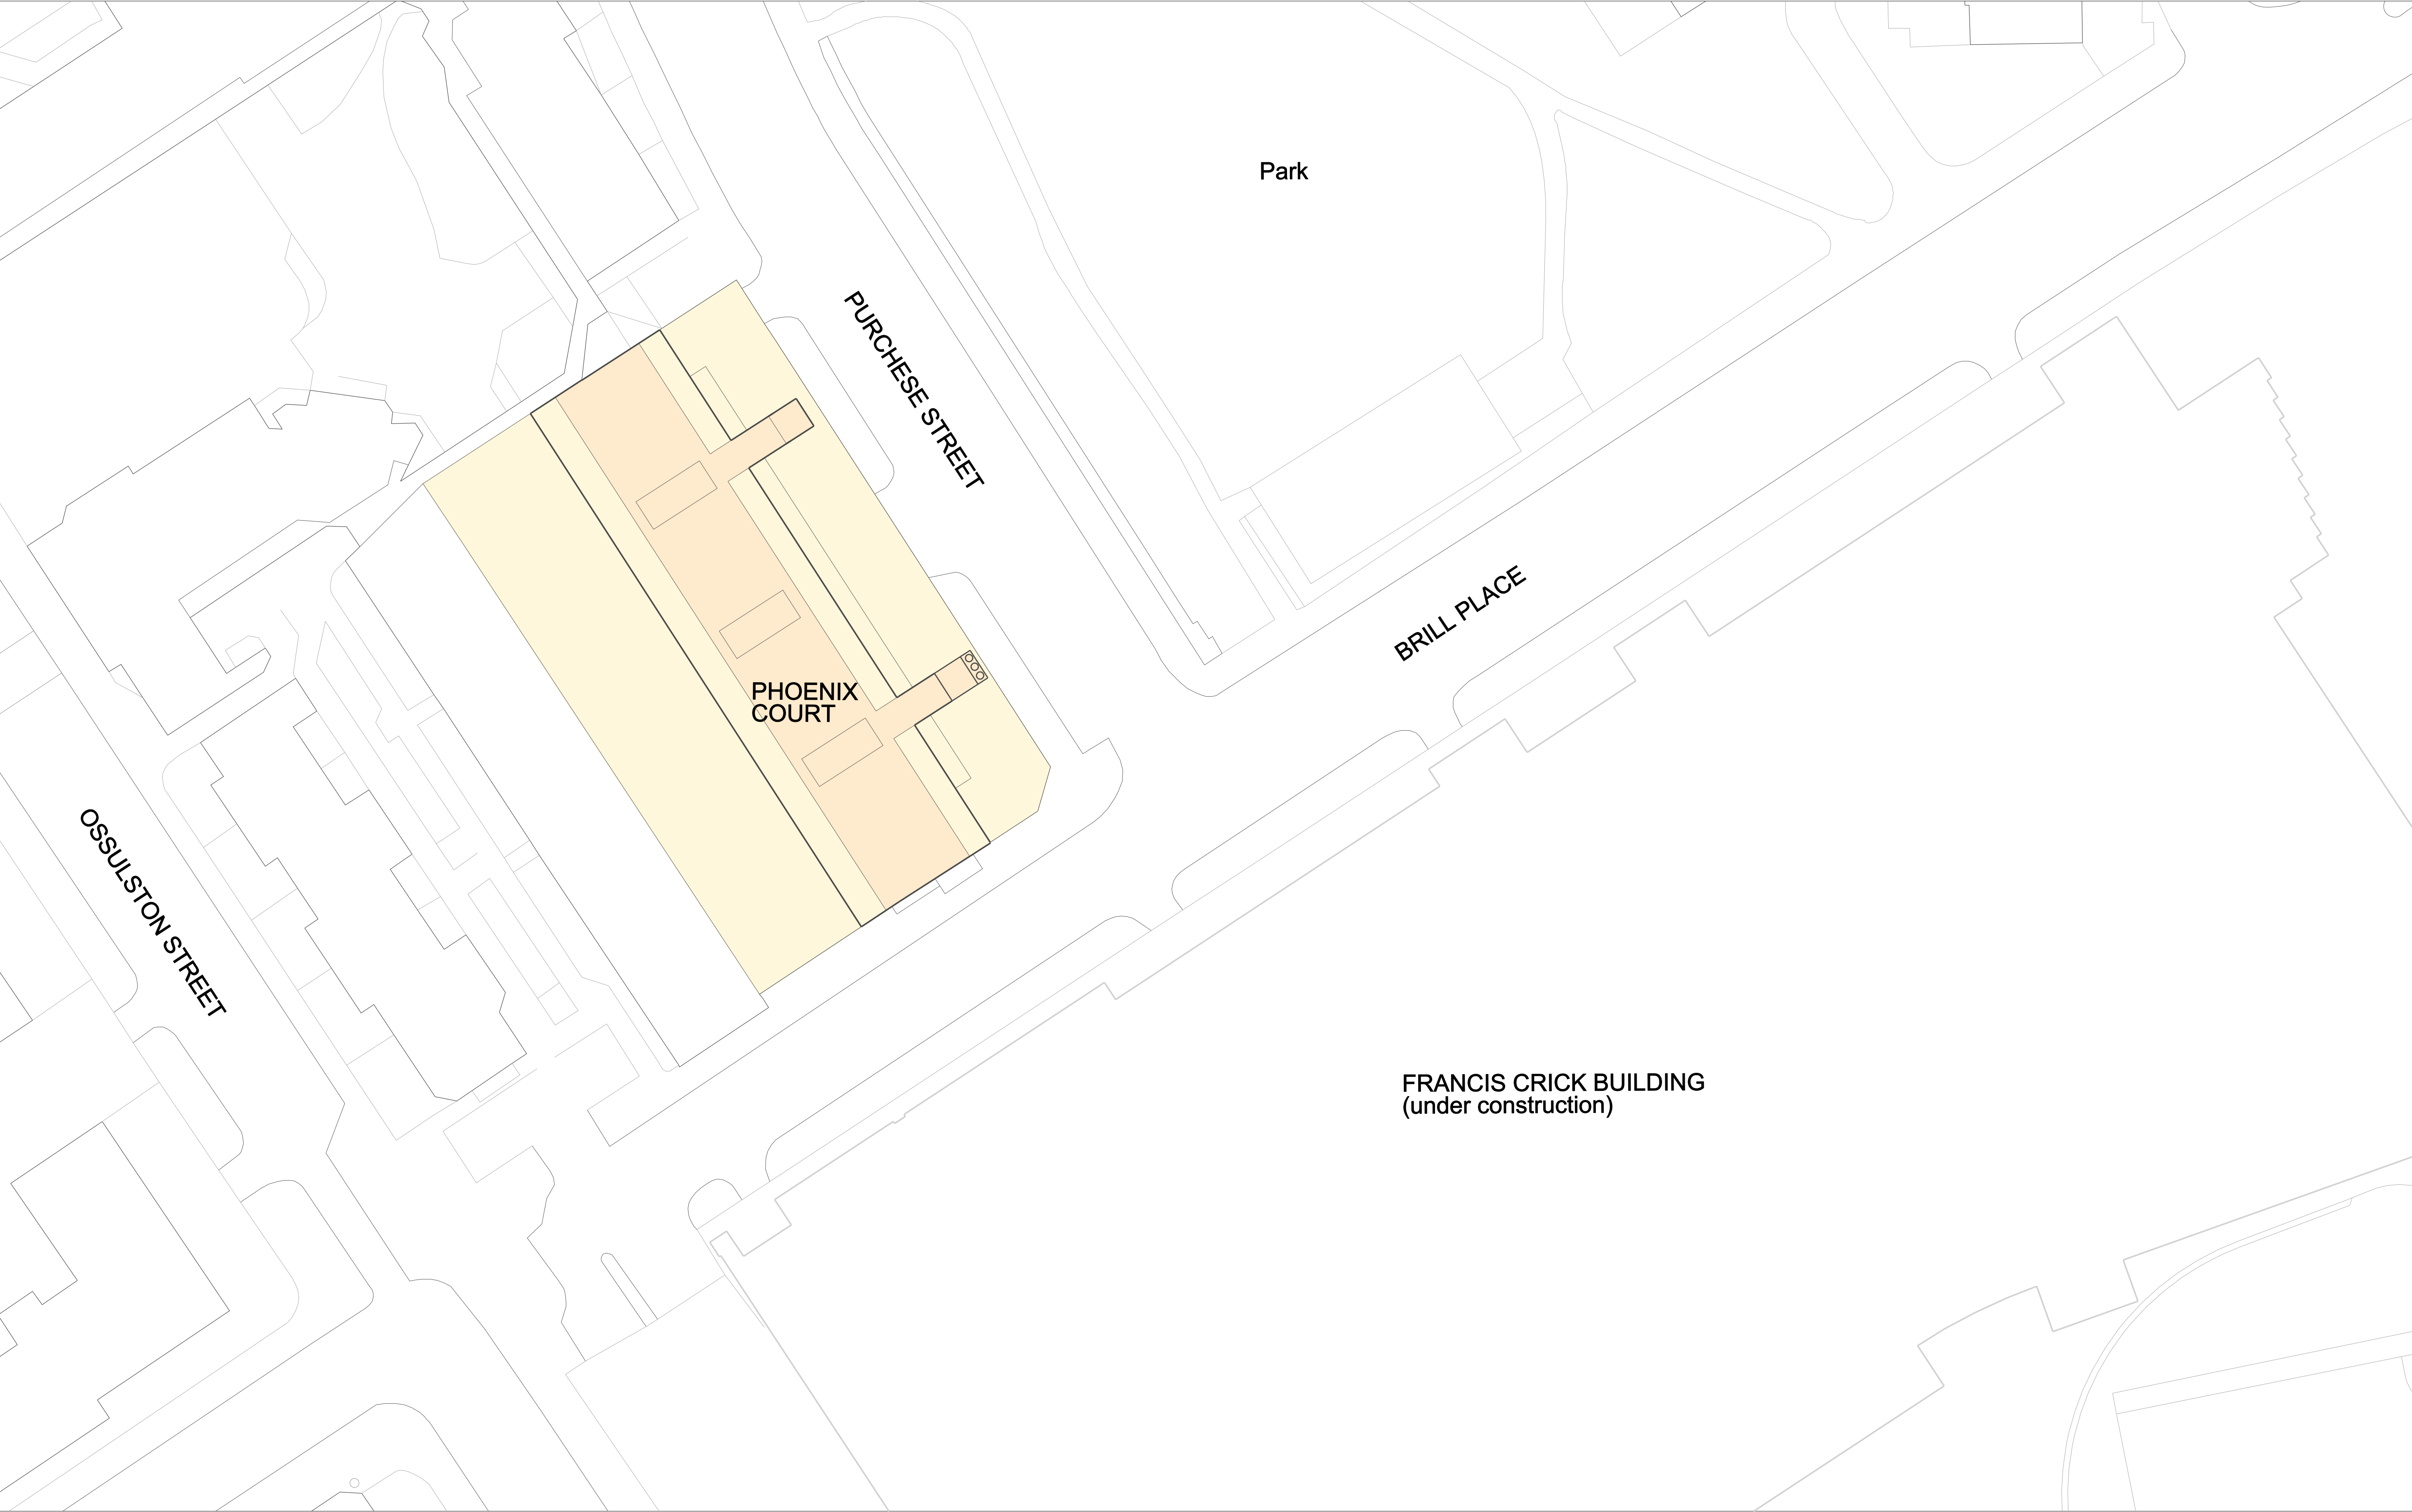 Park
PURCHESE STREET
BRILL PLACE
PHOENIX
COURT
OSSULSTON STREET
FRANCIS CRICK BUILDING
(under construction)